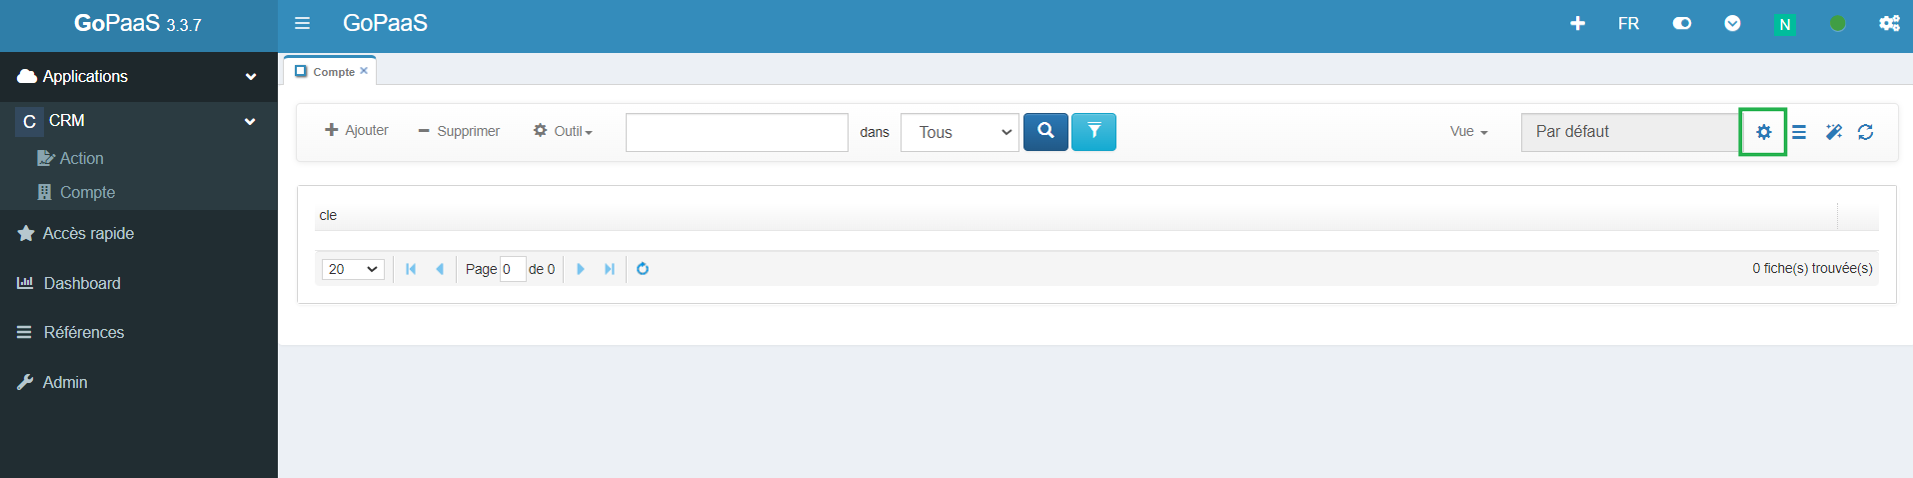 GoPaaS 3.3.7
GoPaaS
FR
N
Applications
C CRM
Action
Compte
Accès rapide
Dashboard
Références
Admin
Compte ×
Ajouter
Supprimer
Outil
dans
Tous
Vue
Par défaut
cle
20
Page 0 de 0
0 fiche(s) trouvée(s)